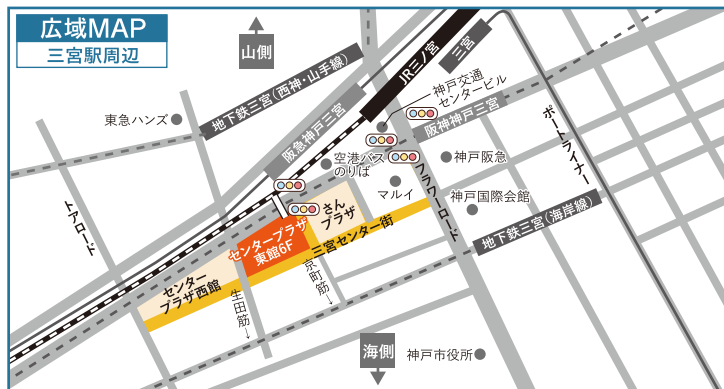 広域MAP
三宮駅周辺
山側
JR三ノ宮
三宮
地下鉄三宮(西神・山手線)
神戸交通
センタービル
東急ハンズ
阪急神戸三宮
阪神神戸三宮
ポートライナー
空港バス
のりば
神戸阪急
マルイ
フラワーロード
神戸国際会館
トアロード
さん
プラザ
センタープラザ
東館6F
三宮センター街
地下鉄三宮(海岸線)
センター
プラザ西館
京町筋→
生田筋→
海側
神戸市役所